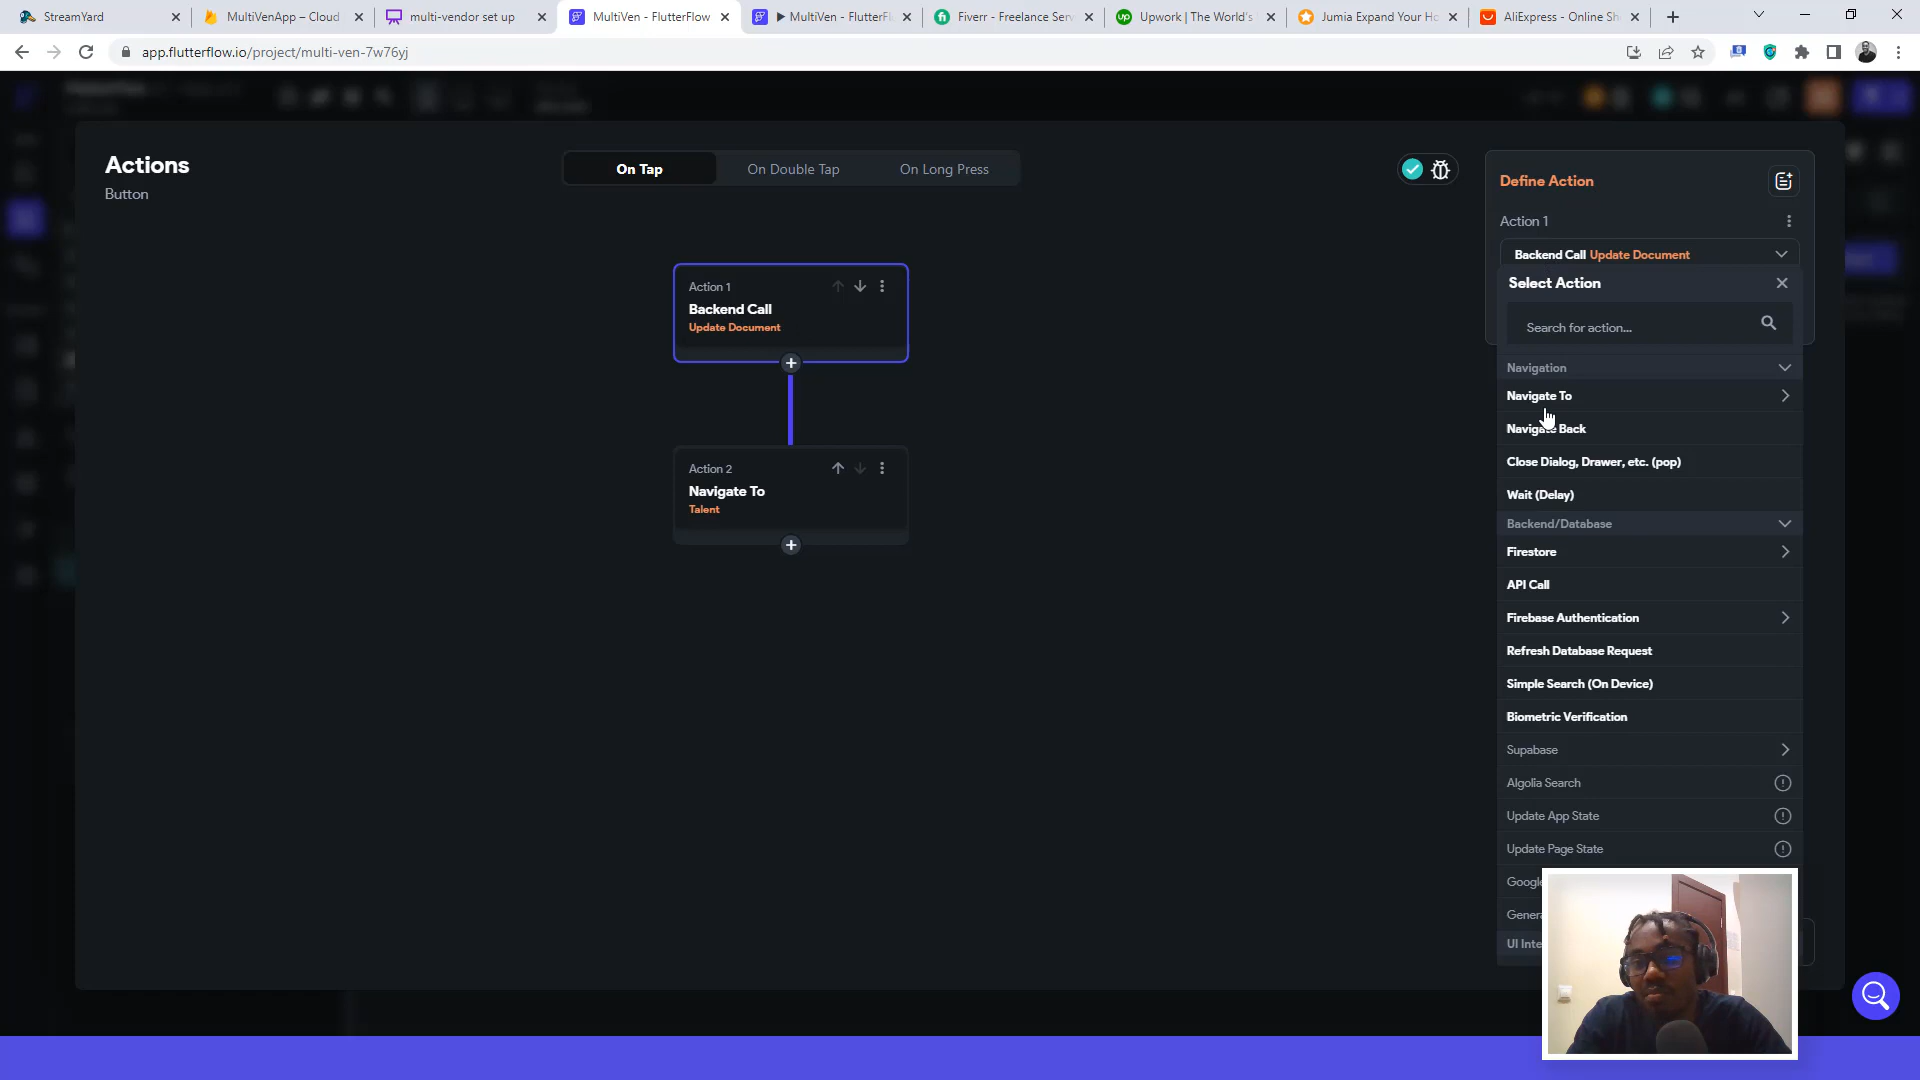 StreamYard
MultiVenApp – Cloud
multi-vendor set up
MultiVen - FlutterFlow
MultiVen - FlutterFl
Fiverr - Freelance Serv
Upwork | The World's
Jumia Expand Your Ho
AliExpress - Online Sh
app.flutterflow.io/project/multi-ven-7w76yj
Actions
Button
On Tap
On Double Tap
On Long Press
Define Action
Action 1
Backend Call Update Document
Select Action
Search for action...
Navigation
Navigate To
Navigate Back
Close Dialog, Drawer, etc. (pop)
Wait (Delay)
Backend/Database
Firestore
API Call
Firebase Authentication
Refresh Database Request
Simple Search (On Device)
Biometric Verification
Supabase
Algolia Search
Update App State
Update Page State
Google
Gener
UI Inte
Action 1
Backend Call
Update Document
Action 2
Navigate To
Talent